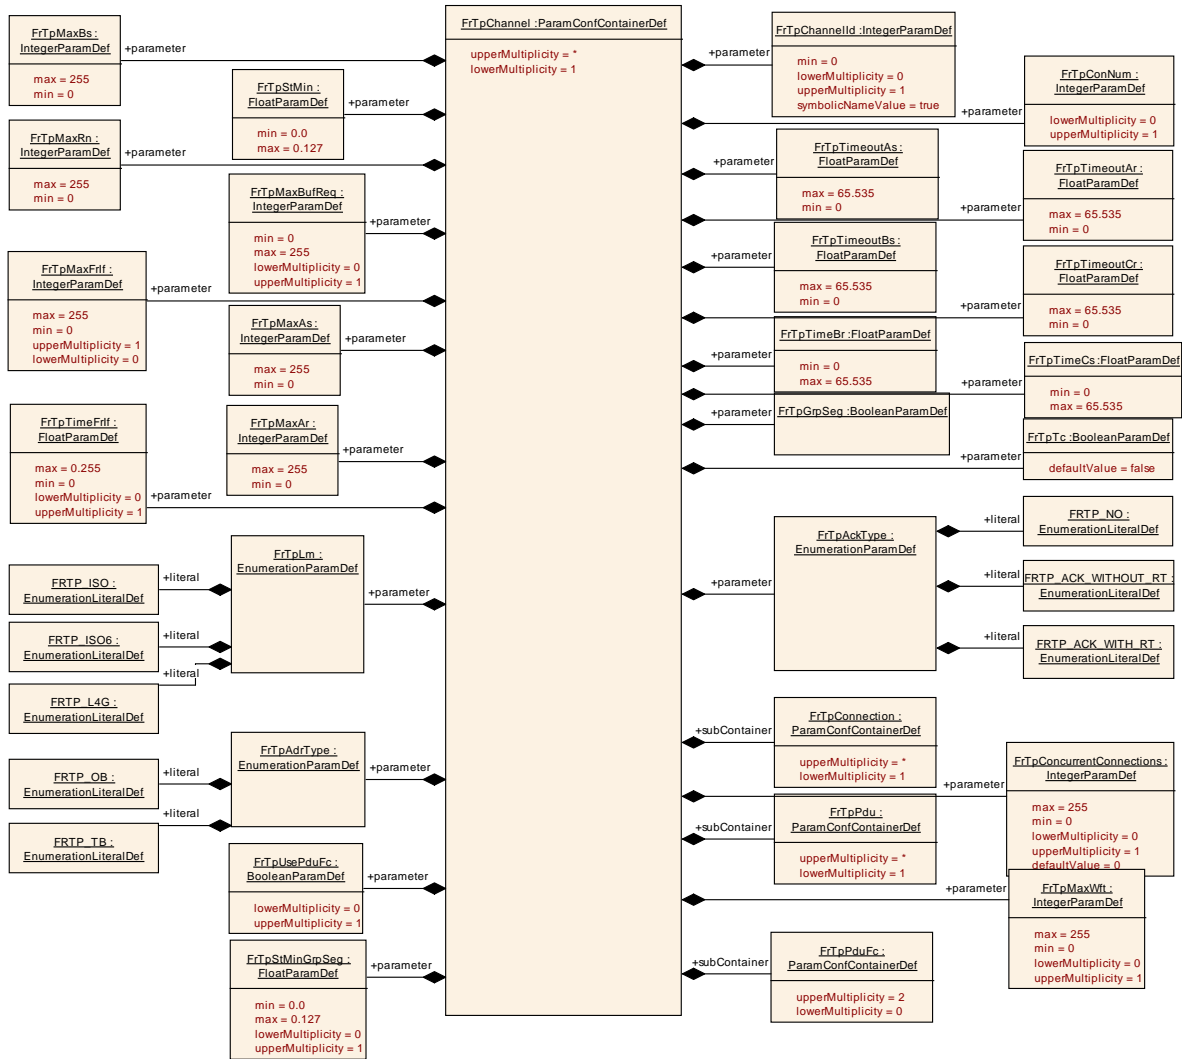 FrTpChannel :ParamConfContainerDef
upperMultiplicity = *
lowerMultiplicity = 1
FrTpMaxBs :
IntegerParamDef
max = 255
min = 0
+parameter
FrTpStMin :
FloatParamDef
min = 0.0
max = 0.127
+parameter
FrTpMaxRn :
IntegerParamDef
max = 255
min = 0
+parameter
FrTpMaxBufReq :
IntegerParamDef
min = 0
max = 255
lowerMultiplicity = 0
upperMultiplicity = 1
+parameter
FrTpMaxFrIf :
IntegerParamDef
max = 255
min = 0
upperMultiplicity = 1
lowerMultiplicity = 0
+parameter
FrTpMaxAs :
IntegerParamDef
max = 255
min = 0
+parameter
FrTpTimeFrIf :
FloatParamDef
max = 0.255
min = 0
lowerMultiplicity = 0
upperMultiplicity = 1
+parameter
FrTpMaxAr :
IntegerParamDef
max = 255
min = 0
+parameter
FrTpLm :
EnumerationParamDef
+parameter
FRTP_ISO :
EnumerationLiteralDef
+literal
FRTP_ISO6 :
EnumerationLiteralDef
+literal
FRTP_L4G :
EnumerationLiteralDef
+literal
FrTpAdrType :
EnumerationParamDef
+parameter
FRTP_OB :
EnumerationLiteralDef
+literal
FRTP_TB :
EnumerationLiteralDef
+literal
FrTpUsePduFc :
BooleanParamDef
lowerMultiplicity = 0
upperMultiplicity = 1
+parameter
FrTpStMinGrpSeg :
FloatParamDef
min = 0.0
max = 0.127
lowerMultiplicity = 0
upperMultiplicity = 1
+parameter
+parameter
FrTpChannelId :IntegerParamDef
min = 0
lowerMultiplicity = 0
upperMultiplicity = 1
symbolicNameValue = true
+parameter
FrTpConNum :
IntegerParamDef
lowerMultiplicity = 0
upperMultiplicity = 1
+parameter
FrTpTimeoutAs :
FloatParamDef
max = 65.535
min = 0
+parameter
FrTpTimeoutAr :
FloatParamDef
max = 65.535
min = 0
+parameter
FrTpTimeoutBs :
FloatParamDef
max = 65.535
min = 0
+parameter
FrTpTimeoutCr :
FloatParamDef
max = 65.535
min = 0
+parameter
FrTpTimeBr :FloatParamDef
min = 0
max = 65.535
+parameter
FrTpTimeCs :FloatParamDef
min = 0
max = 65.535
+parameter
FrTpGrpSeg :BooleanParamDef
+parameter
FrTpTc :BooleanParamDef
defaultValue = false
+parameter
FrTpAckType :
EnumerationParamDef
+literal
FRTP_NO :
EnumerationLiteralDef
+literal
FRTP_ACK_WITHOUT_RT :
EnumerationLiteralDef
+literal
FRTP_ACK_WITH_RT :
EnumerationLiteralDef
+subContainer
FrTpConnection :
ParamConfContainerDef
upperMultiplicity = *
lowerMultiplicity = 1
+parameter
FrTpConcurrentConnections :
IntegerParamDef
max = 255
min = 0
lowerMultiplicity = 0
upperMultiplicity = 1
defaultValue = 0
+subContainer
FrTpPdu :
ParamConfContainerDef
upperMultiplicity = *
lowerMultiplicity = 1
+parameter
FrTpMaxWft :
IntegerParamDef
max = 255
min = 0
lowerMultiplicity = 0
upperMultiplicity = 1
+subContainer
FrTpPduFc :
ParamConfContainerDef
upperMultiplicity = 2
lowerMultiplicity = 0